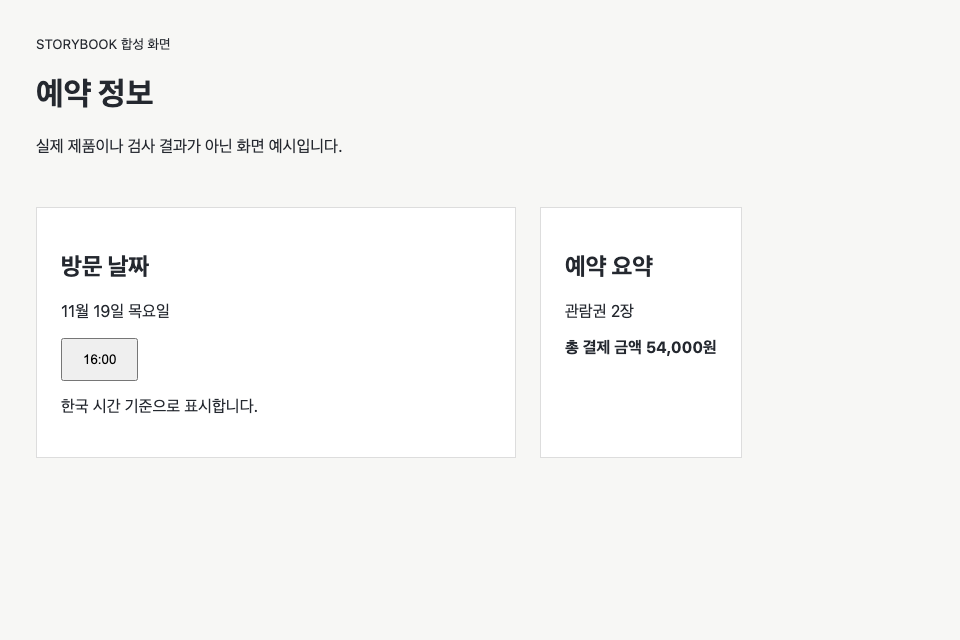 STORYBOOK 합성 화면
예약 정보
실제 제품이나 검사 결과가 아닌 화면 예시입니다.
방문 날짜
11월 19일 목요일
16:00
한국 시간 기준으로 표시합니다.
예약 요약
관람권 2장
총 결제 금액 54,000원